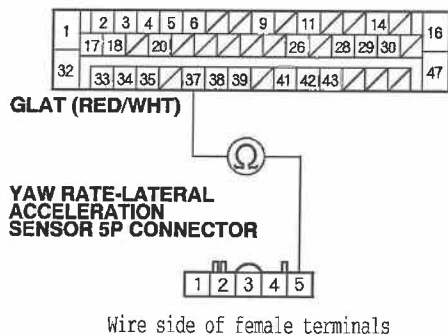 1 2 3 4 5 6 9 11 14 16
17 18 20 26 28 29 30
32 33 34 35 37 38 39 41 42 43 47
GLAT (RED/WHT)
Ω
YAW RATE-LATERAL
ACCELERATION
SENSOR 5P CONNECTOR
1 2 3 4 5
Wire side of female terminals